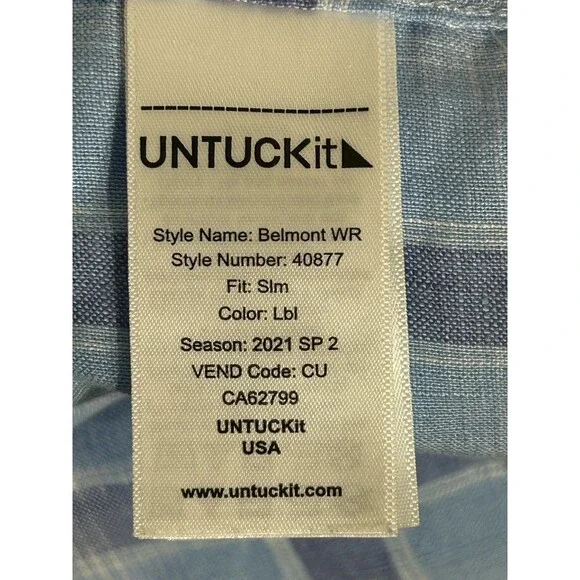 UNTUCKit
Style Name: Belmont WR
Style Number: 40877
Fit: Slm
Color: Lbl
Season: 2021 SP 2
VEND Code: CU
CA62799
UNTUCKit
USA
www.untuckit.com